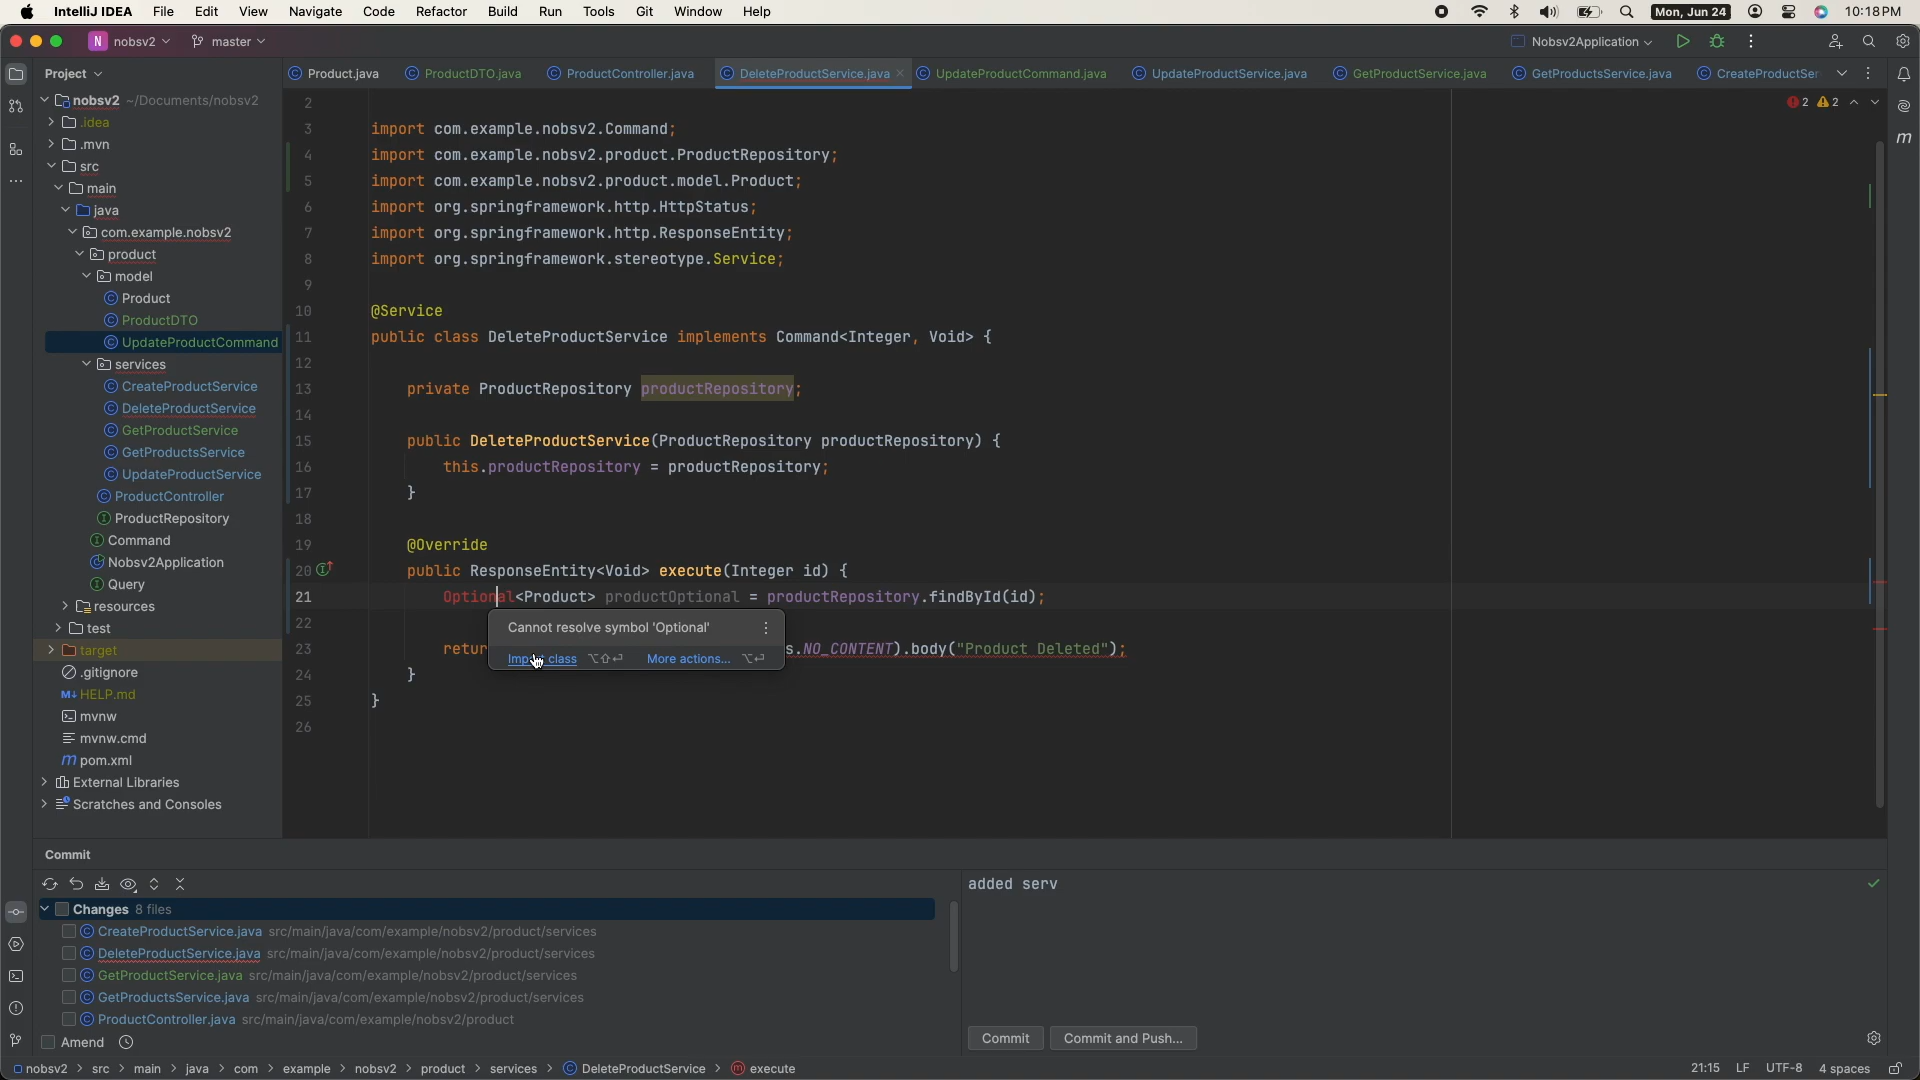 IntelliJ IDEA File Edit View Navigate Code Refactor Build Run Tools Git Window Help Mon, Jun 24 10:18 PM
N nobsv2 master Nobsv2Application
Project
Product.java ProductDTO.java ProductController.java DeleteProductService.java UpdateProductCommand.java UpdateProductService.java GetProductService.java GetProductsService.java CreateProductSer
nobsv2 ~/Documents/nobsv2
.idea
.mvn
src
main
java
com.example.nobsv2
product
model
Product
ProductDTO
UpdateProductCommand
services
CreateProductService
DeleteProductService
GetProductService
GetProductsService
UpdateProductService
ProductController
ProductRepository
Command
Nobsv2Application
Query
resources
test
target
.gitignore
HELP.md
mvnw
mvnw.cmd
pom.xml
External Libraries
Scratches and Consoles
2 2
2
3 import com.example.nobsv2.Command;
4 import com.example.nobsv2.product.ProductRepository;
5 import com.example.nobsv2.product.model.Product;
6 import org.springframework.http.HttpStatus;
7 import org.springframework.http.ResponseEntity;
8 import org.springframework.stereotype.Service;
9
10 @Service
11 public class DeleteProductService implements Command<Integer, Void> {
12
13 private ProductRepository productRepository;
14
15 public DeleteProductService(ProductRepository productRepository) {
16 this.productRepository = productRepository;
17 }
18
19 @Override
20 public ResponseEntity<Void> execute(Integer id) {
21 Optional<Product> productOptional = productRepository.findById(id);
22
Cannot resolve symbol 'Optional'
23 retur s.NO_CONTENT).body("Product Deleted");
Import class ⌥⇧⏎ More actions... ⌥⏎
24 }
25 }
26
m
Commit
Changes 8 files
CreateProductService.java src/main/java/com/example/nobsv2/product/services
DeleteProductService.java src/main/java/com/example/nobsv2/product/services
GetProductService.java src/main/java/com/example/nobsv2/product/services
GetProductsService.java src/main/java/com/example/nobsv2/product/services
ProductController.java src/main/java/com/example/nobsv2/product
Amend
added serv
Commit Commit and Push...
nobsv2 > src > main > java > com > example > nobsv2 > product > services > DeleteProductService > execute 21:15 LF UTF-8 4 spaces